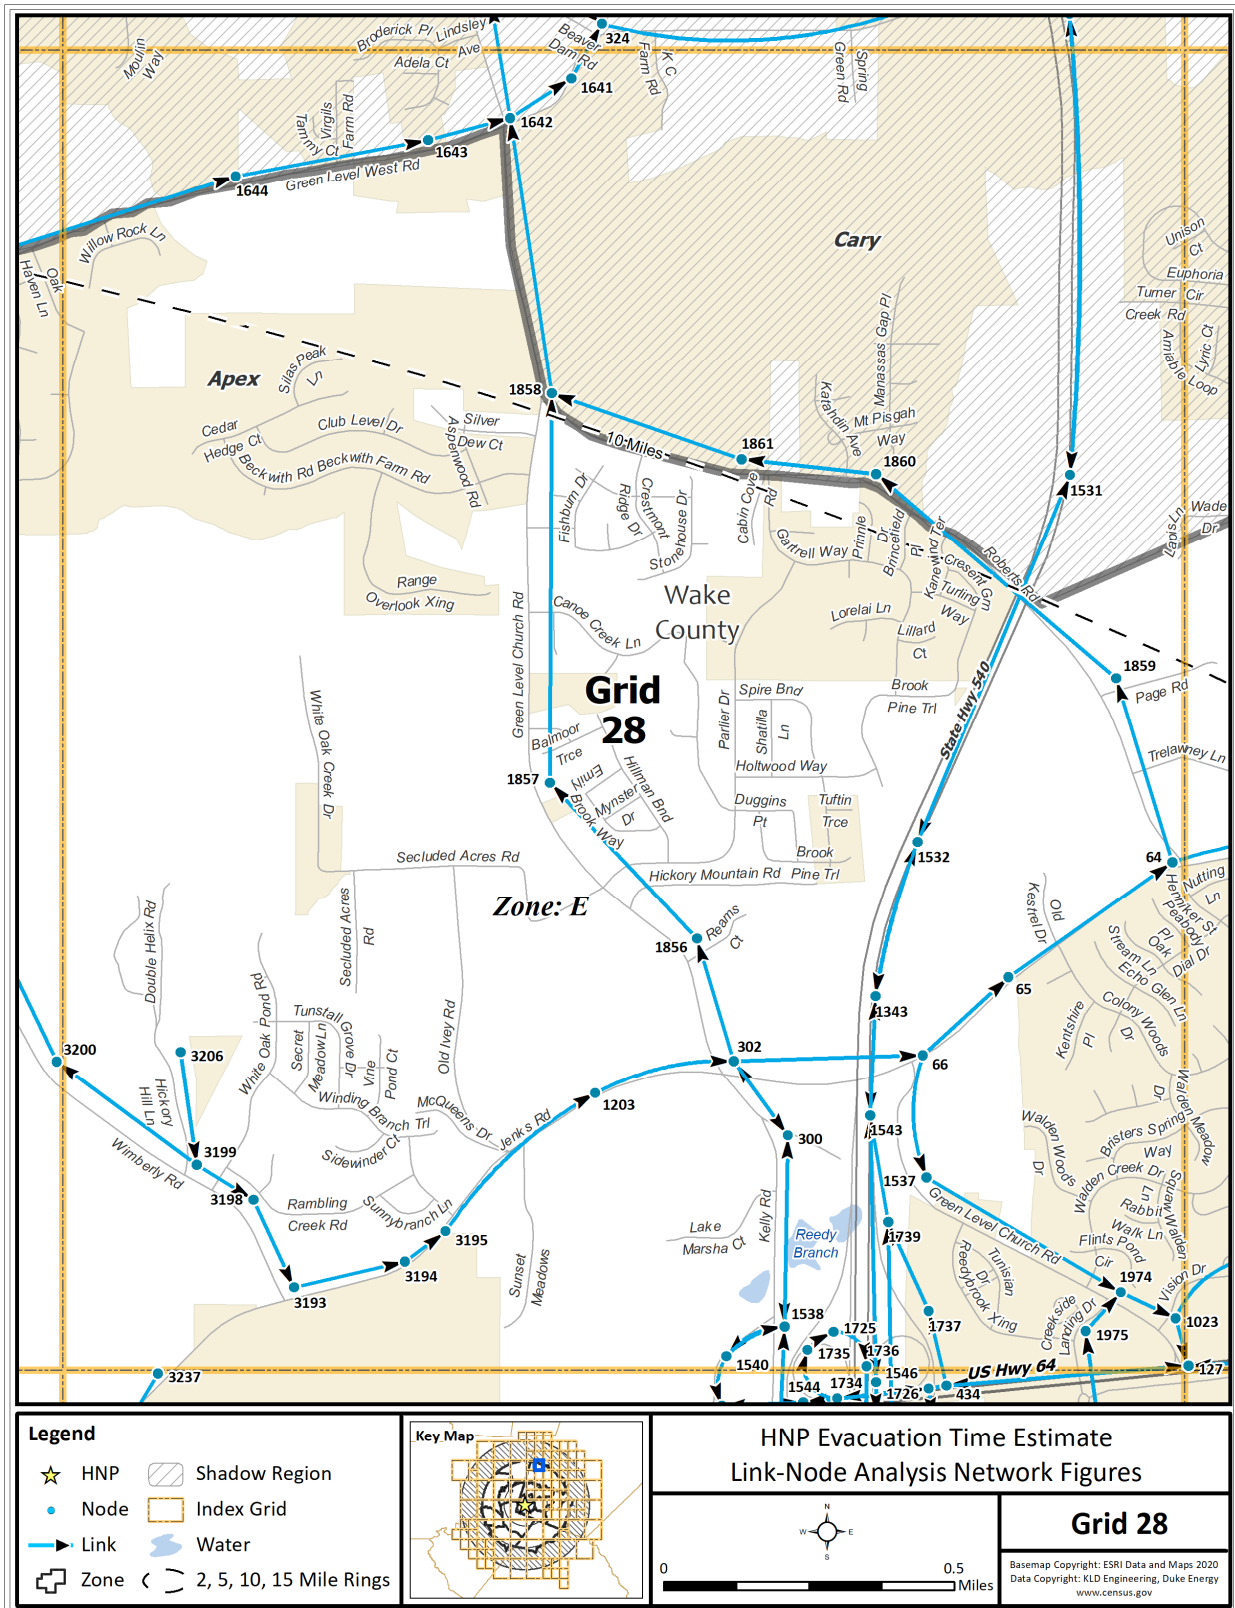 Moulin
Way
Broderick Pl
Lindsley
Ave
Adela Ct
Beaver
Dam Rd
324
K C
Farm Rd
Spring
Green Rd
1641
Virgils
Farm Rd
Tammy Ct
1642
1643
1644
Green Level West Rd
Willow Rock Ln
Oak
Haven Ln
Cary
Unison
Ct
Euphoria
Turner Cir
Creek Rd
Amiable
Loop
Lyric Ct
Manassas Gap Pl
Katahdin Ave
Mt Pisgah
Way
Apex
Silas Peak
Ln
1858
Cedar
Hedge Ct
Club Level Dr
Silver
Dew Ct
Aspenwood Rd
Beckwith Rd
Beckwith Farm Rd
10 Miles
1861
1860
1531
Fishburn Dr
Ridge Dr
Crestmont
Stonehouse Dr
Cabin Cove
Rd
Gartrell Way
Prinnle
Dr
Brincefield
Pl
Kanewind Ter
Cresent Grn
Turling
Way
Roberts Rd
Lapis Ln
Wade
Dr
Range
Overlook Xing
Wake
County
Canoe Creek Ln
Green Level Church Rd
Lorelai Ln
Lillard
Ct
1859
Page Rd
Grid
28
Spire Bnd
Brook
Pine Trl
State Hwy 540
White Oak Creek Dr
Parlier Dr
Shatilla
Ln
Balmoor
Trce
Trelawney Ln
1857
Emily
Brook Way
Mynster
Dr
Hillman Bnd
Holtwood Way
Duggins
Pt
Tuftin
Trce
1532
64
Secluded Acres Rd
Brook
Pine Trl
Hickory Mountain Rd
Nutting
Ln
Henniker St
Peabody
Pl
Zone: E
Double Helix Rd
Secluded Acres
Rd
1856
Reams
Ct
Old
Kestrel Dr
Oak
Dial Dr
Stream Ln
Echo Glen Ln
65
1343
Colony Woods
Dr
Kentshire
Pl
White Oak Pond Rd
Tunstall Grove Dr
Secret
Meadow Ln
Vine
Pond Ct
Old Ivey Rd
3200
3206
302
66
Hickory
Hill Ln
Winding Branch Trl
McQueens Dr
Jenks Rd
1203
Walden Meadow
Dr
Walden Woods
Dr
Bristers Spring
Way
Wimberly Rd
3199
Sidewinder Ct
300
1543
3198
1537
Walden Creek Dr
Rambling
Creek Rd
Sunnybranch Ln
Kelly Rd
Green Level Church Rd
Rabbit
Walk Ln
Ln
Squaw Walden
3195
Lake
Marsha Ct
Reedy
Branch
1739
Flints Pond
Cir
3194
Sunset
Meadows
Reedybrook Xing
Tunisian
Dr
1974
Vision Dr
3193
Creekside
Landing Dr
1538
1725
1737
1975
1023
1540
1735
1736
3237
1544
1734
1546
1726
434
US Hwy 64
127
Legend
HNP
Shadow Region
Node
Index Grid
Link
Water
Zone
2, 5, 10, 15 Mile Rings
Key Map
HNP Evacuation Time Estimate
Link-Node Analysis Network Figures
N
W
E
S
0
0.5
Miles
Grid 28
Basemap Copyright: ESRI Data and Maps 2020
Data Copyright: KLD Engineering, Duke Energy
www.census.gov